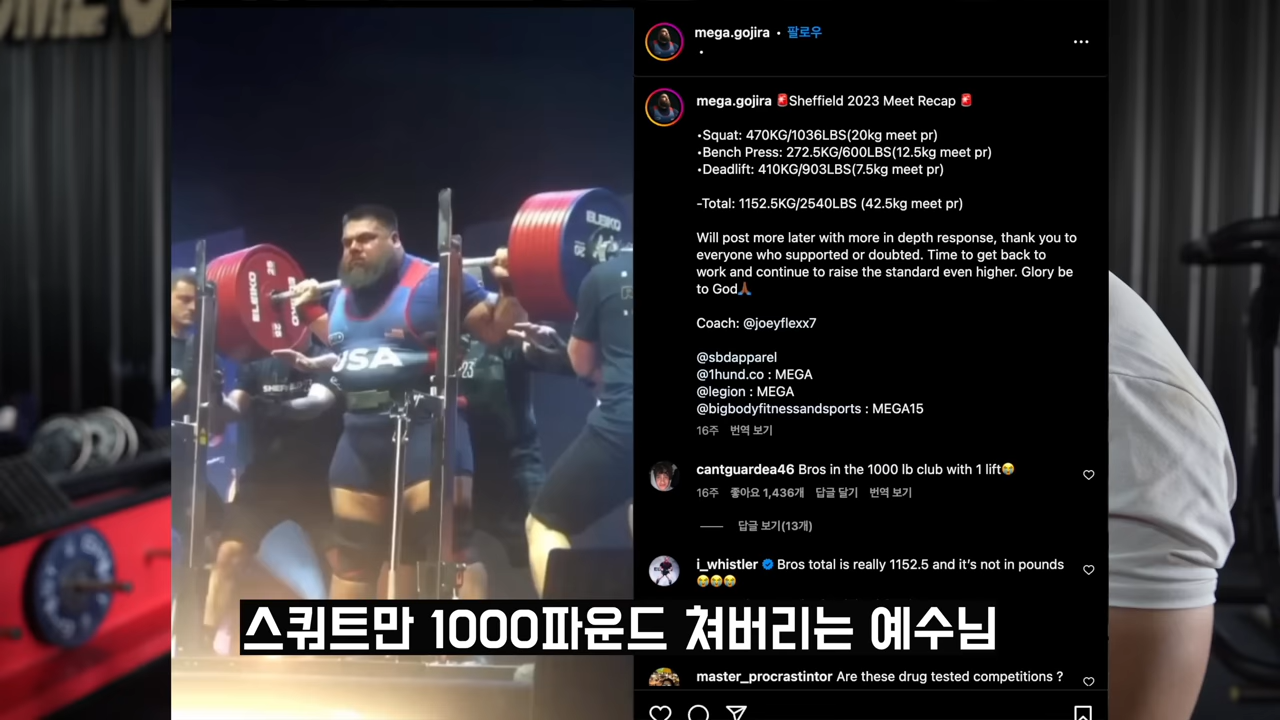 mega.gojira • 팔로우
•
mega.gojira 🚨Sheffield 2023 Meet Recap 🚨
•Squat: 470KG/1036LBS(20kg meet pr)
•Bench Press: 272.5KG/600LBS(12.5kg meet pr)
•Deadlift: 410KG/903LBS(7.5kg meet pr)
-Total: 1152.5KG/2540LBS (42.5kg meet pr)
Will post more later with more in depth response, thank you to
everyone who supported or doubted. Time to get back to
work and continue to raise the standard even higher. Glory be
to God🙏🏾
Coach: @joeyflexx7
@sbdapparel
@1hund.co : MEGA
@legion : MEGA
@bigbodyfitnessandsports : MEGA15
16주 번역 보기
cantguardea46 Bros in the 1000 lb club with 1 lift😭
16주 좋아요 1,436개 답글 달기 번역 보기
답글 보기(13개)
i_whistler Bros total is really 1152.5 and it's not in pounds
😭😭😭
master_procrastintor Are these drug tested competitions ?
ELEIKO
25
ELEIKO
25
ELEIKO
25
USA
스쿼트만 1000파운드 쳐버리는 예수님